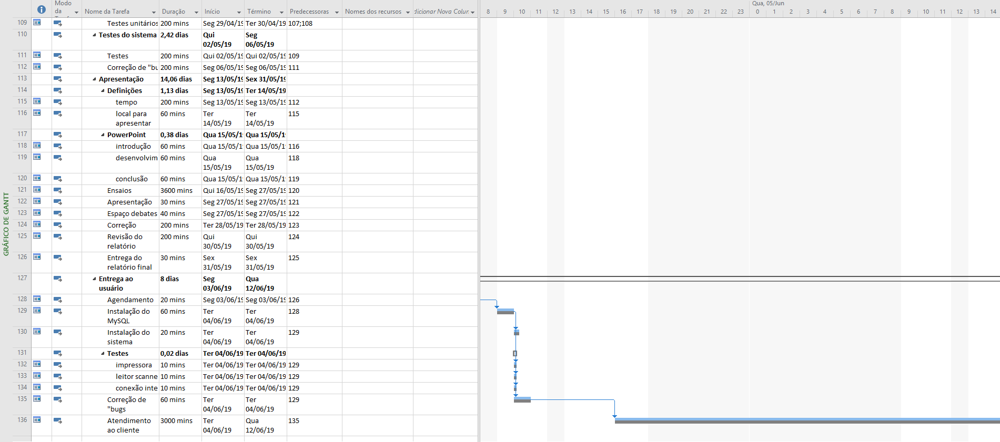 Modo da
Nome da Tarefa Duração Início Término Predecessoras Nomes dos recursos dicionar Nova Colun
Qua, 05/Jun
8 9 10 11 12 13 14 15 16 17 18 19 20 21 22 23 0 1 2 3 4 5 6 7 8 9 10 11 12 13 14
GRÁFICO DE GANTT
109 Testes unitários 200 mins Seg 29/04/19 Ter 30/04/19 107;108
110 Testes do sistema 2,42 dias Qui 02/05/19 Seg 06/05/19
111 Testes 200 mins Qui 02/05/19 Qui 02/05/19 109
112 Correção de "bu 200 mins Seg 06/05/19 Seg 06/05/19 111
113 Apresentação 14,06 dias Seg 13/05/19 Sex 31/05/19
114 Definições 1,13 dias Seg 13/05/19 Ter 14/05/19
115 tempo 200 mins Seg 13/05/19 Seg 13/05/19 112
116 local para apresentar 60 mins Ter 14/05/19 Ter 14/05/19 115
117 PowerPoint 0,38 dias Qua 15/05/1 Qua 15/05/1
118 introdução 60 mins Qua 15/05/1 Qua 15/05/1 116
119 desenvolvim 60 mins Qua 15/05/19 Qua 15/05/19 118
120 conclusão 60 mins Qua 15/05/1 Qua 15/05/1 119
121 Ensaios 3600 mins Qui 16/05/19 Seg 27/05/19 120
122 Apresentação 30 mins Seg 27/05/19 Seg 27/05/19 121
123 Espaço debates 40 mins Seg 27/05/19 Seg 27/05/19 122
124 Correção 200 mins Ter 28/05/19 Ter 28/05/19 123
125 Revisão do relatório 200 mins Qui 30/05/19 Qui 30/05/19 124
126 Entrega do relatório final 30 mins Sex 31/05/19 Sex 31/05/19 125
127 Entrega ao usuário 8 dias Seg 03/06/19 Qua 12/06/19
128 Agendamento 20 mins Seg 03/06/19 Seg 03/06/19 126
129 Instalação do MySQL 60 mins Ter 04/06/19 Ter 04/06/19 128
130 Instalação do sistema 20 mins Ter 04/06/19 Ter 04/06/19 129
131 Testes 0,02 dias Ter 04/06/19 Ter 04/06/19
132 impressora 10 mins Ter 04/06/19 Ter 04/06/19 129
133 leitor scanne 10 mins Ter 04/06/19 Ter 04/06/19 129
134 conexão inte 10 mins Ter 04/06/19 Ter 04/06/19 129
135 Correção de "bugs 60 mins Ter 04/06/19 Ter 04/06/19 129
136 Atendimento ao cliente 3000 mins Ter 04/06/19 Qua 12/06/19 135